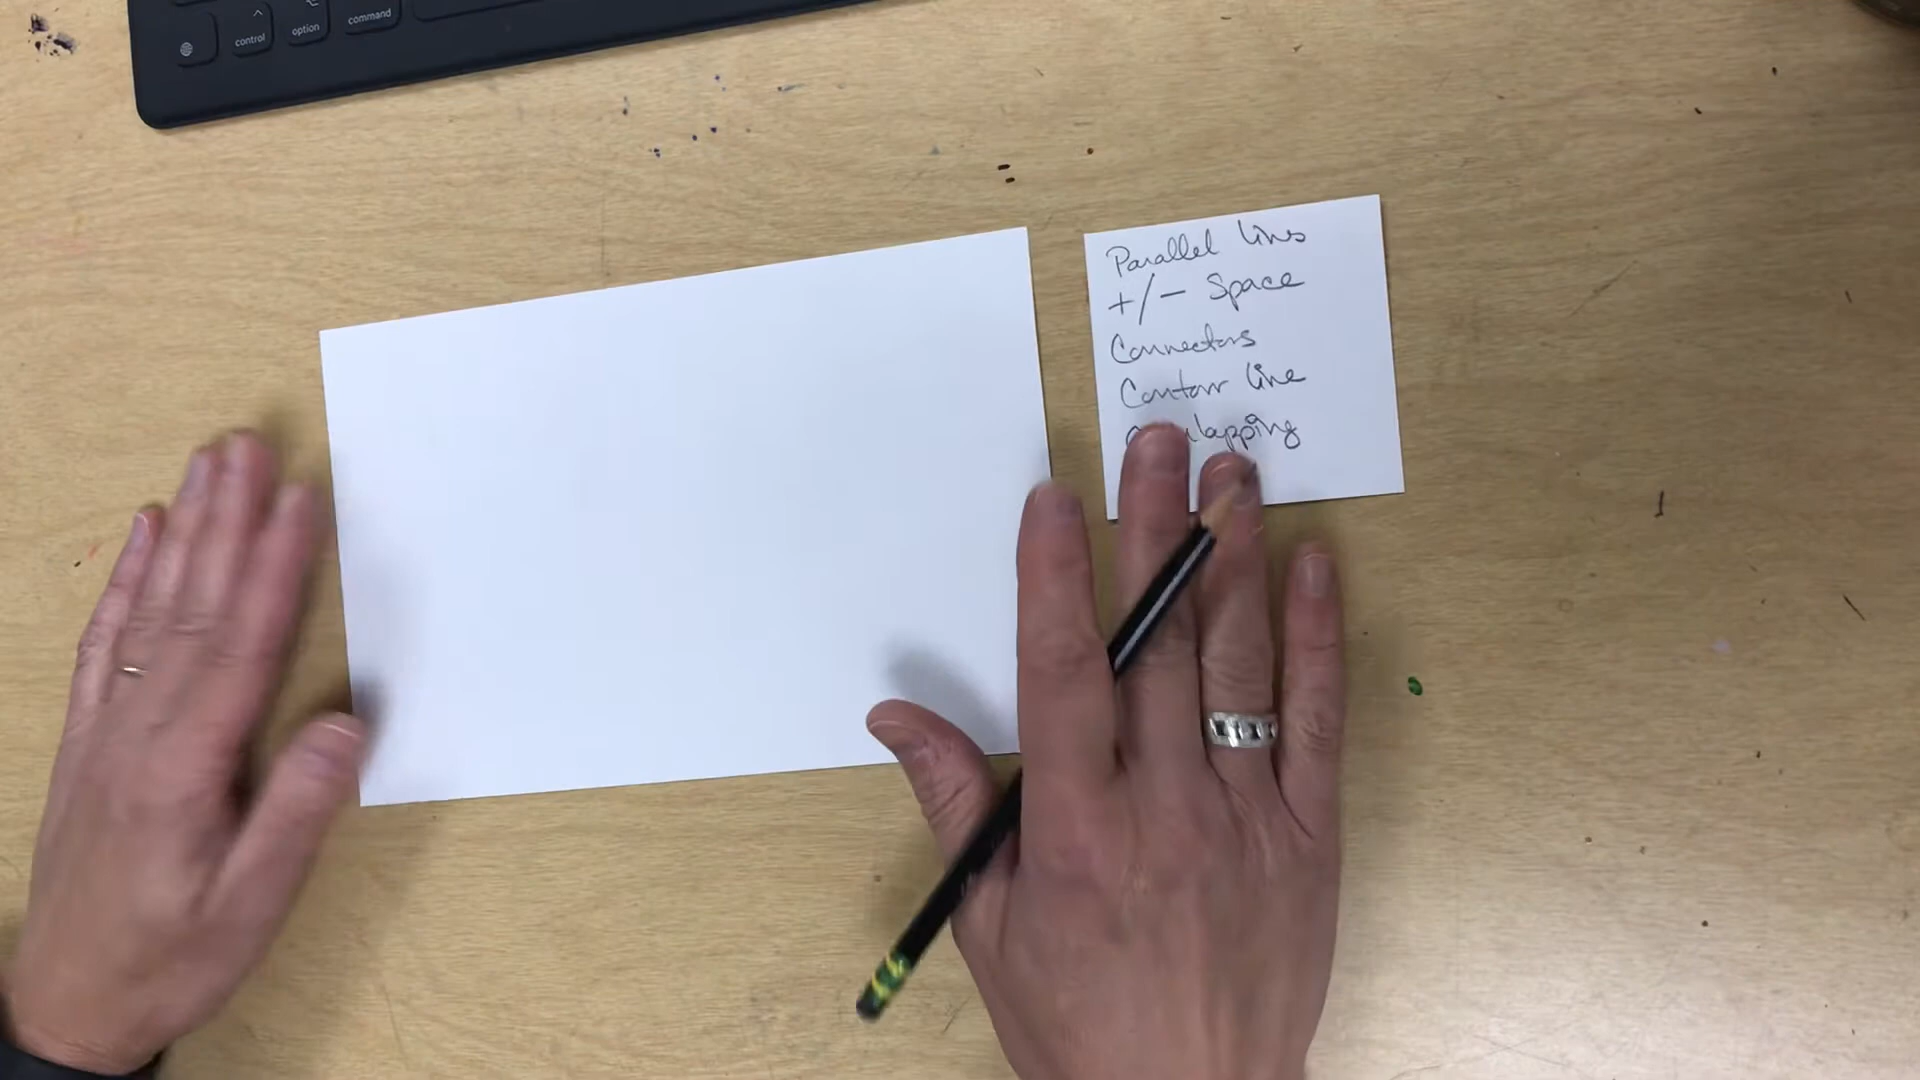 control
option
command
Parallel lines
+/- Space
Connectors
Contour line